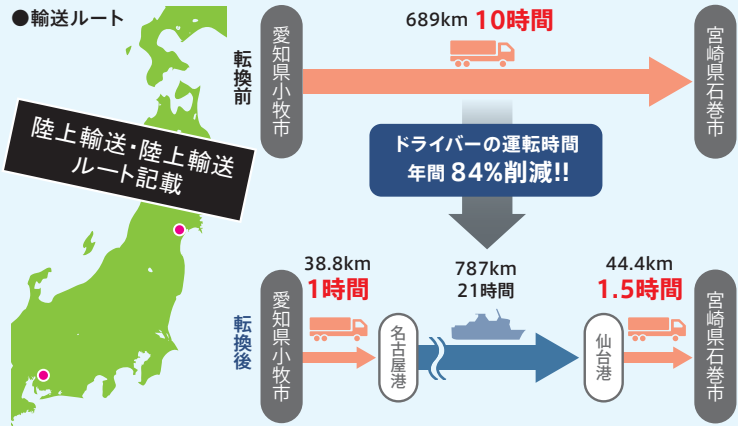 ●輸送ルート
陸上輸送・陸上輸送
ルート記載
転換前
愛知県小牧市
689km 10時間
宮崎県石巻市
ドライバーの運転時間
年間 84%削減!!
転換後
愛知県小牧市
38.8km
1時間
名古屋港
787km
21時間
仙台港
44.4km
1.5時間
宮崎県石巻市